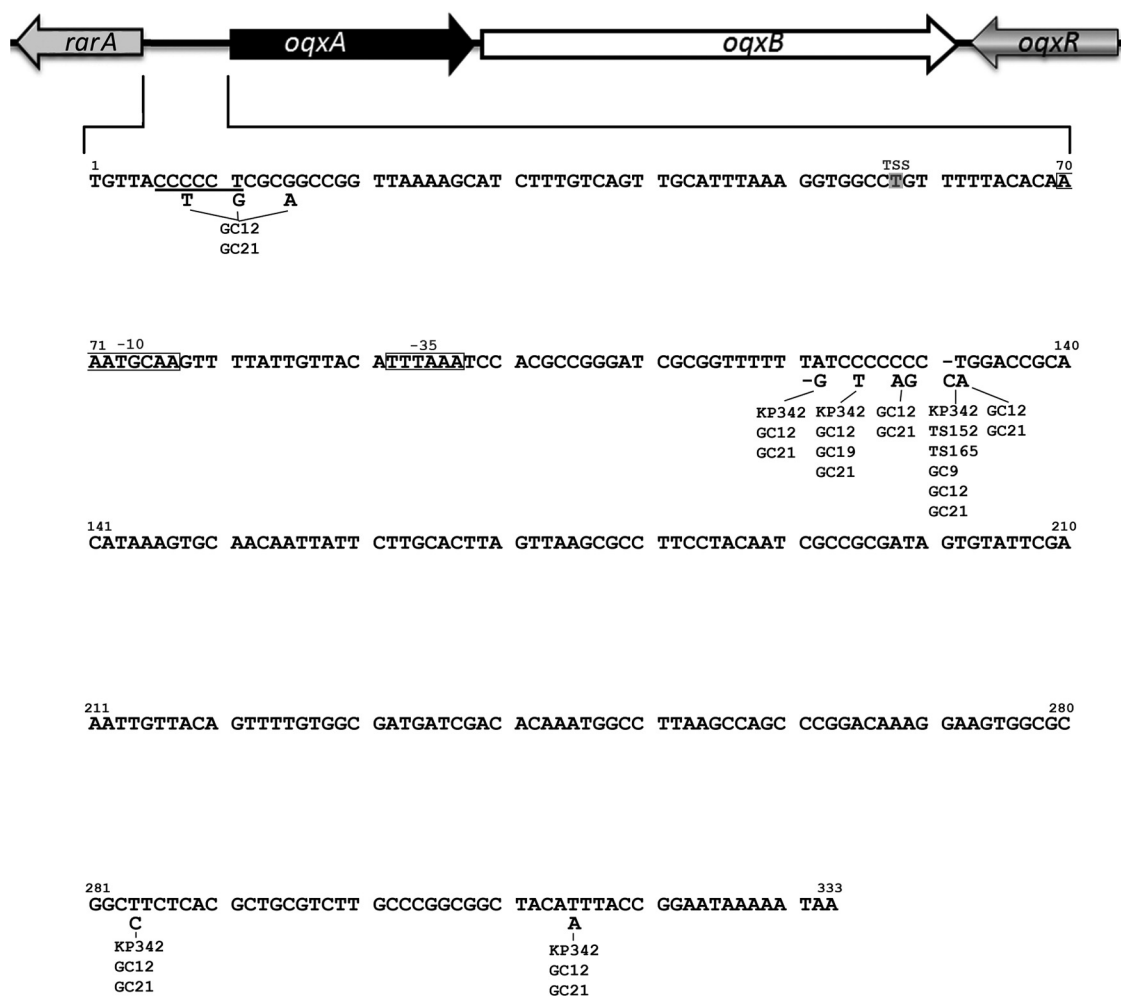 rarA oqxA oqxB oqxR
1 TSS 70
TGTTACCCCC TCGCGGCCGG TTAAAAGCAT CTTTGTCAGT TGCATTTAAA GGTGGCCTGT TTTTACACAA
T G A
GC12
GC21
71 -10 -35 140
AATGCAAGTT TTATTGTTACA ATTTAAATCC ACGCCGGGAT CGCGGTTTTT TATCCCCCCC -TGGACCGCA
-G T AG CA
KP342 KP342 GC12 KP342 GC12
GC12 GC12 GC21 TS152 GC21
GC21 GC19 TS165
GC21 GC9
GC12
GC21
141 210
CATAAAGTGC AACAATTATT CTTGCACTTA GTTAAGCGCC TTCCTACAAT CGCCGCGATA GTGTATTCGA
211 280
AATTGTTACA GTTTTGTGGC GATGATCGAC ACAAATGGCC TTAAGCCAGC CCGGACAAAG GAAGTGGCGC
281 333
GGCTTCTCAC GCTGCGTCTT GCCCGGCGGC TACATTTACC GGAATAAAAA TAA
C A
KP342 KP342
GC12 GC12
GC21 GC21